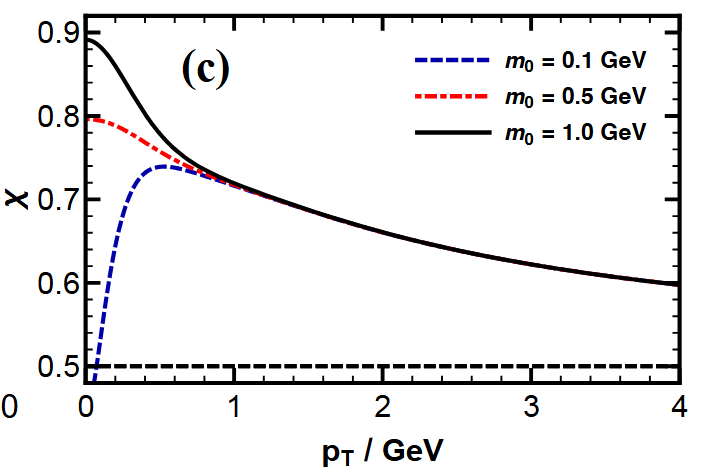 0.9
(c)
m0 = 0.1 GeV
m0 = 0.5 GeV
m0 = 1.0 GeV
0.8
χ
0.7
0.6
0.5
0 0 1 2 3 4
pT / GeV